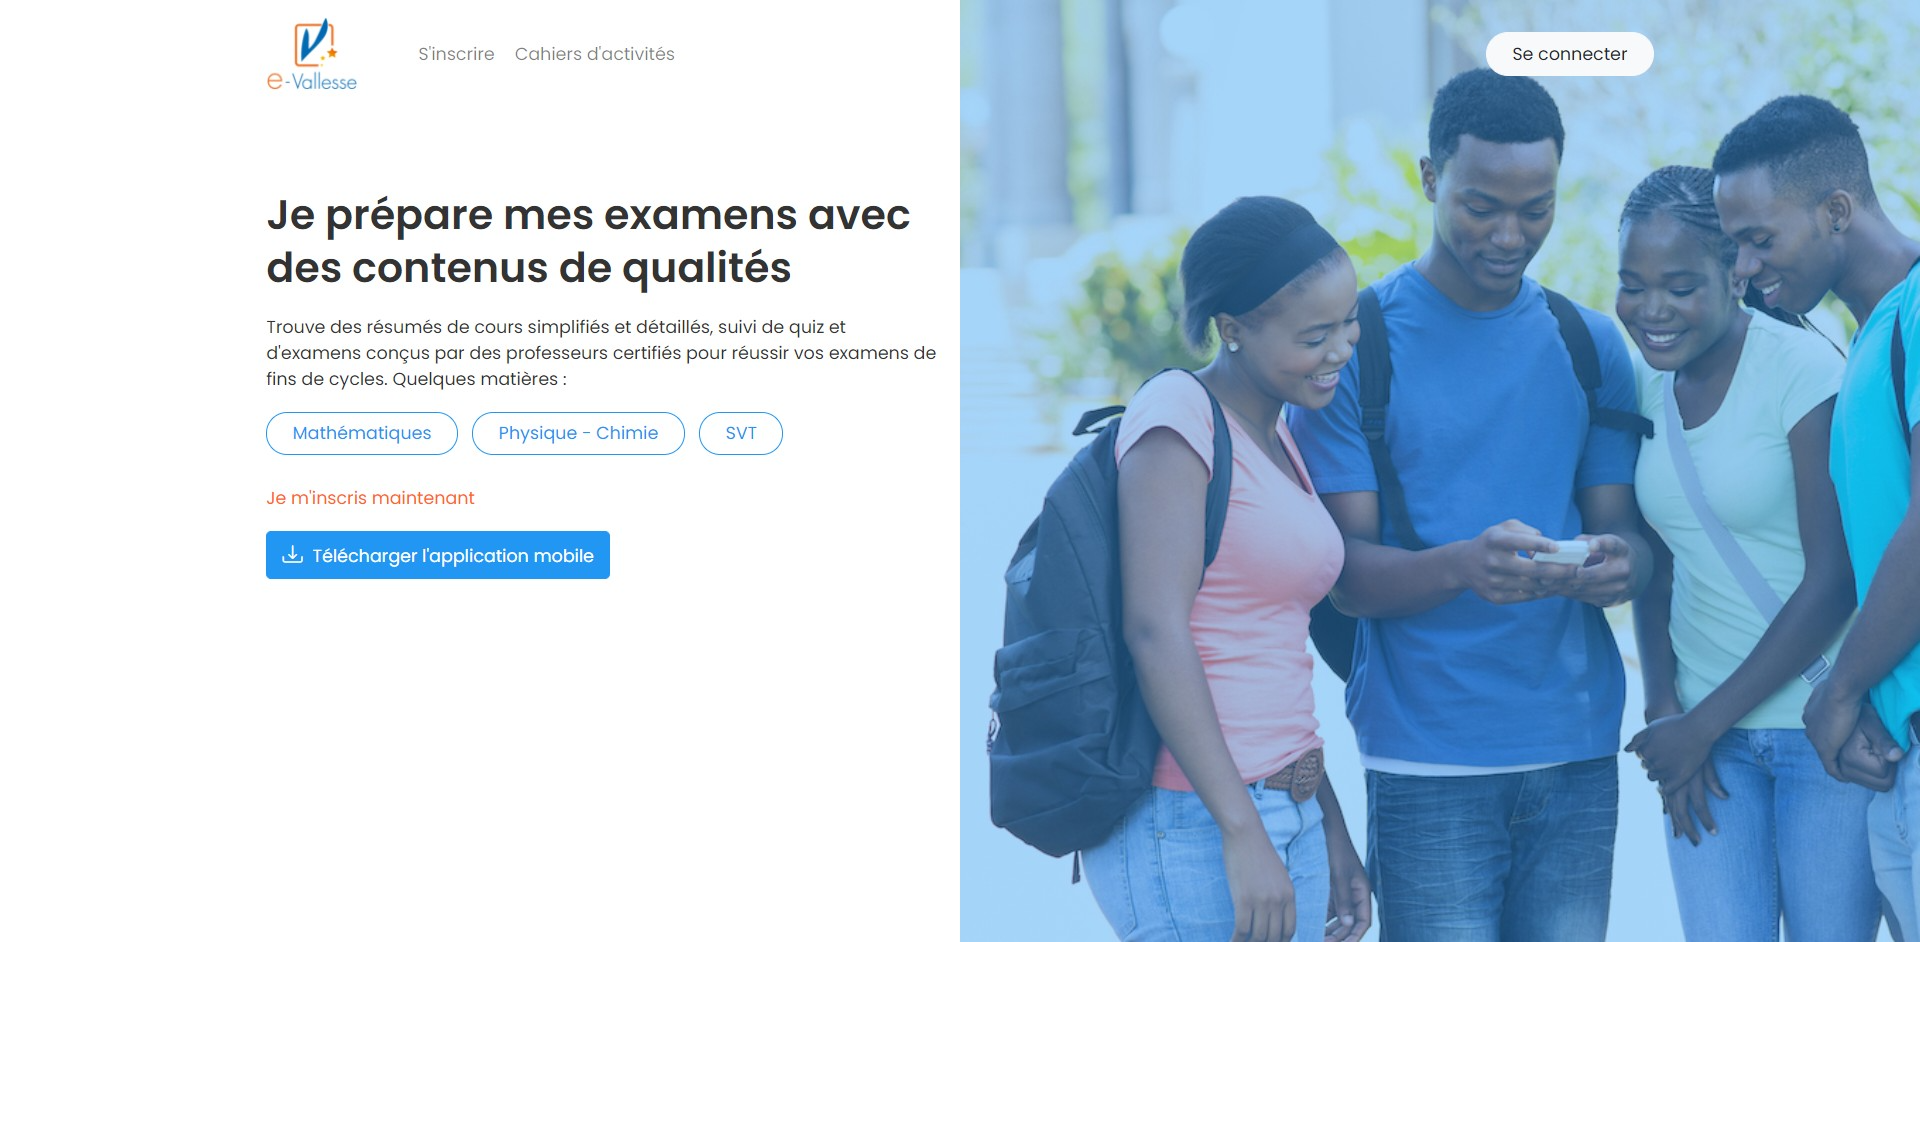 e-Vallesse
S'inscrire
Cahiers d'activités
Se connecter
Je prépare mes examens avec
des contenus de qualités
Trouve des résumés de cours simplifiés et détaillés, suivi de quiz et
d'examens conçus par des professeurs certifiés pour réussir vos examens de
fins de cycles. Quelques matières :
Mathématiques
Physique - Chimie
SVT
Je m'inscris maintenant
Télécharger l'application mobile